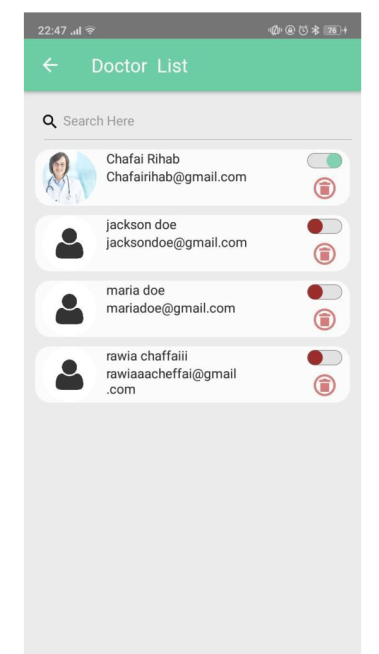 22:47
76
Doctor List
Search Here
Chafai Rihab
Chafairihab@gmail.com
jackson doe
jacksondoe@gmail.com
maria doe
mariadoe@gmail.com
rawia chaffaiii
rawiaaacheffai@gmail
.com